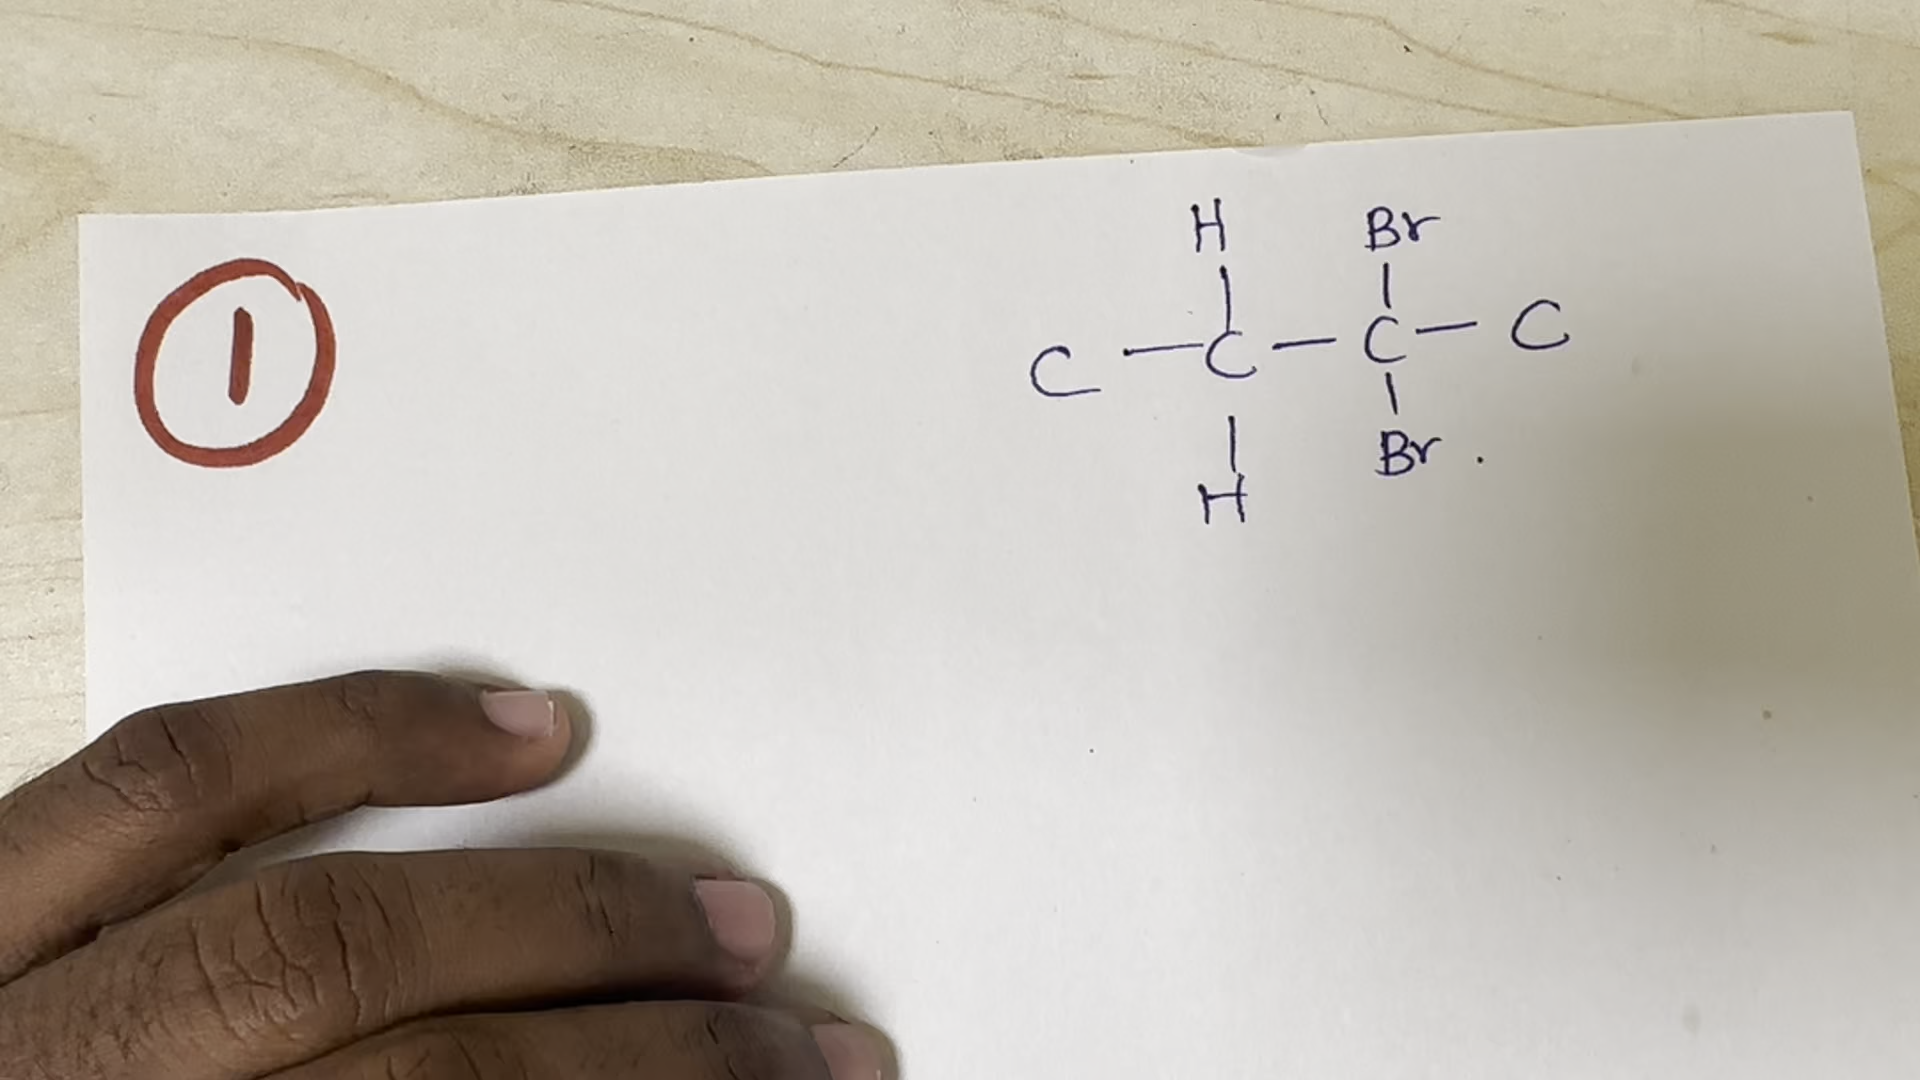 1
H Br
C — C — C — C
H Br .